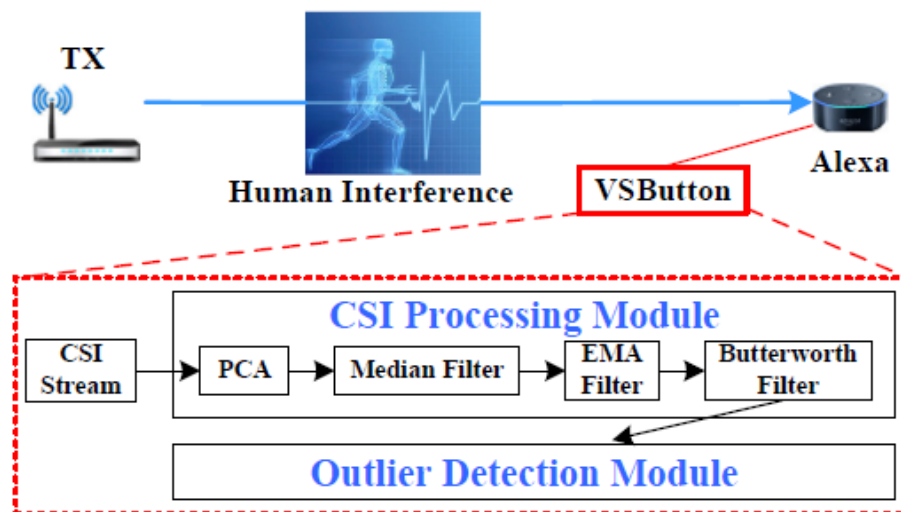 TX
Human Interference
Alexa
VSButton
CSI Processing Module
CSI
Stream
PCA
Median Filter
EMA
Filter
Butterworth
Filter
Outlier Detection Module